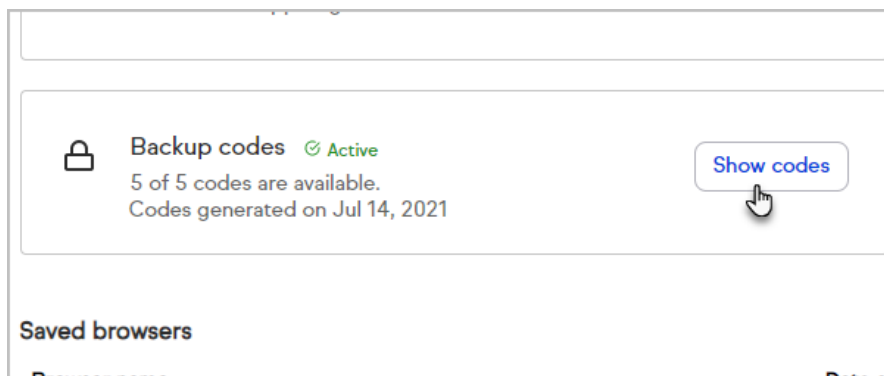 Backup codes Active
5 of 5 codes are available.
Show codes
Codes generated on Jul 14, 2021
Saved browsers